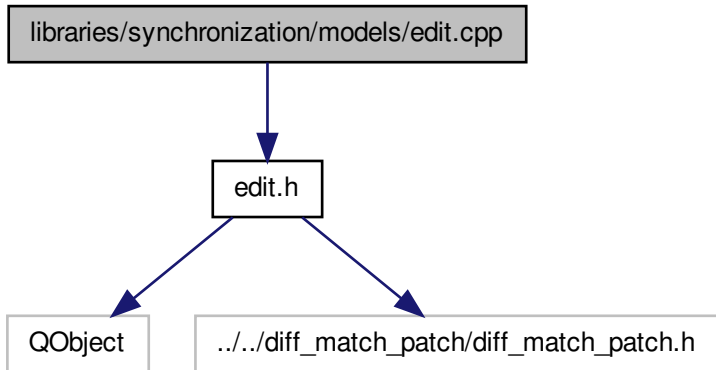 libraries/synchronization/models/edit.cpp
edit.h
QObject
../../diff_match_patch/diff_match_patch.h